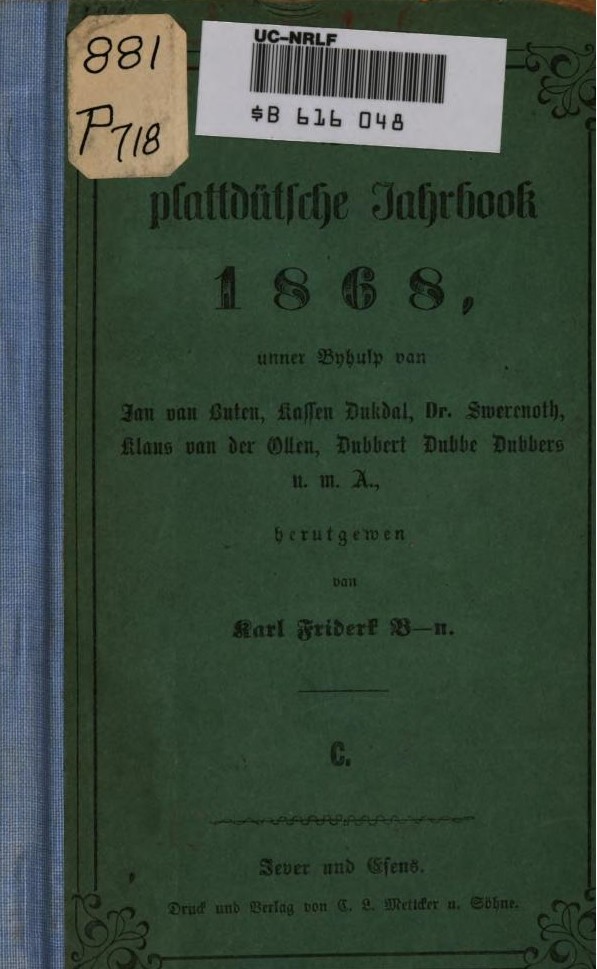 881
P718
UC-NRLF
$B 616 048
plattdütsche Jahrbook
1868,
unner Byhulp van
Jan van Buten, Kassen Dukdal, Dr. Swerenoth,
Klaus van der Ollen, Dubbert Dubbe Dubbers
u. m. A.,
herutgewen
van
Karl Friderk B—n.
C.
Jever und Esens.
Druck und Verlag von C. L. Mettcker u. Söhne.